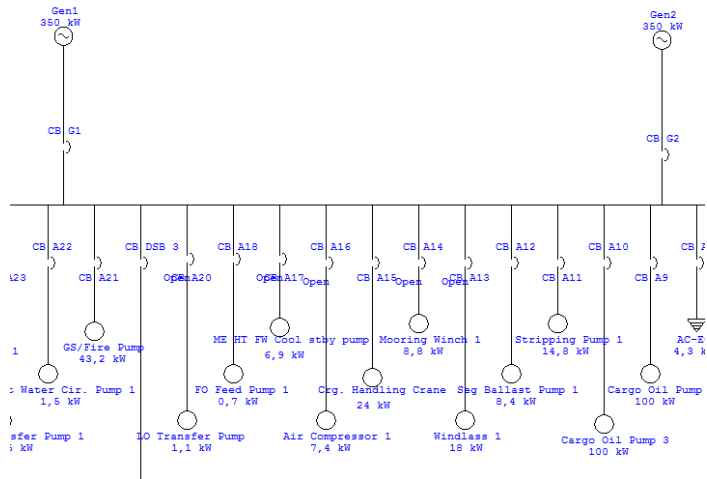 Gen1
350 kW
Gen2
350 kW
CB G1
CB G2
CB A22
CB DSB 3
CB A18
CB A16
CB A14
CB A12
CB A10
CB A
A23
CB A21
Open
A20
Open
A17
Open
CB A15
Open
CB A13
Open
CB A11
CB A9
1
GS/Fire Pump
43,2 kW
ME HT FW Cool stby pump
6,9 kW
Mooring Winch 1
8,8 kW
Stripping Pump 1
14,8 kW
AC-E
4,3 k
t Water Cir. Pump 1
1,5 kW
FO Feed Pump 1
0,7 kW
Crg. Handling Crane
24 kW
Seg Ballast Pump 1
8,4 kW
Cargo Oil Pump
100 kW
sfer Pump 1
kW
LO Transfer Pump
1,1 kW
Air Compressor 1
7,4 kW
Windlass 1
18 kW
Cargo Oil Pump 3
100 kW